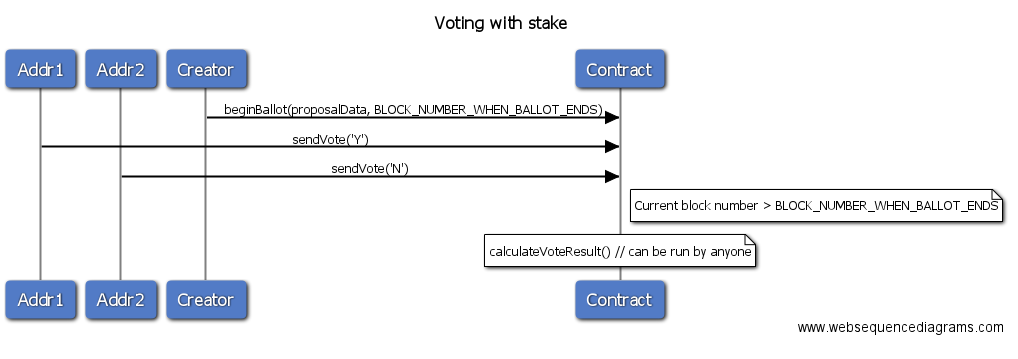 Voting with stake
Addr1
Addr2
Creator
Contract
beginBallot(proposalData, BLOCK_NUMBER_WHEN_BALLOT_ENDS)
sendVote('Y')
sendVote('N')
Current block number > BLOCK_NUMBER_WHEN_BALLOT_ENDS
calculateVoteResult() // can be run by anyone
Addr1
Addr2
Creator
Contract
www.websequencediagrams.com